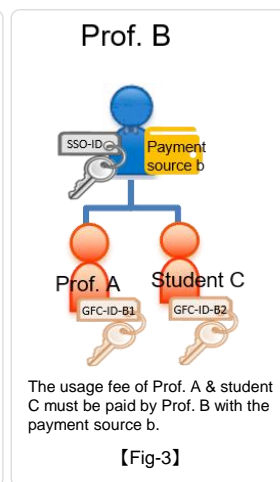 Prof. B
SSO-ID
Payment
source b
Prof. A
Student C
GFC-ID-B1
GFC-ID-B2
The usage fee of Prof. A & student
C must be paid by Prof. B with the
payment source b.
【Fig-3】